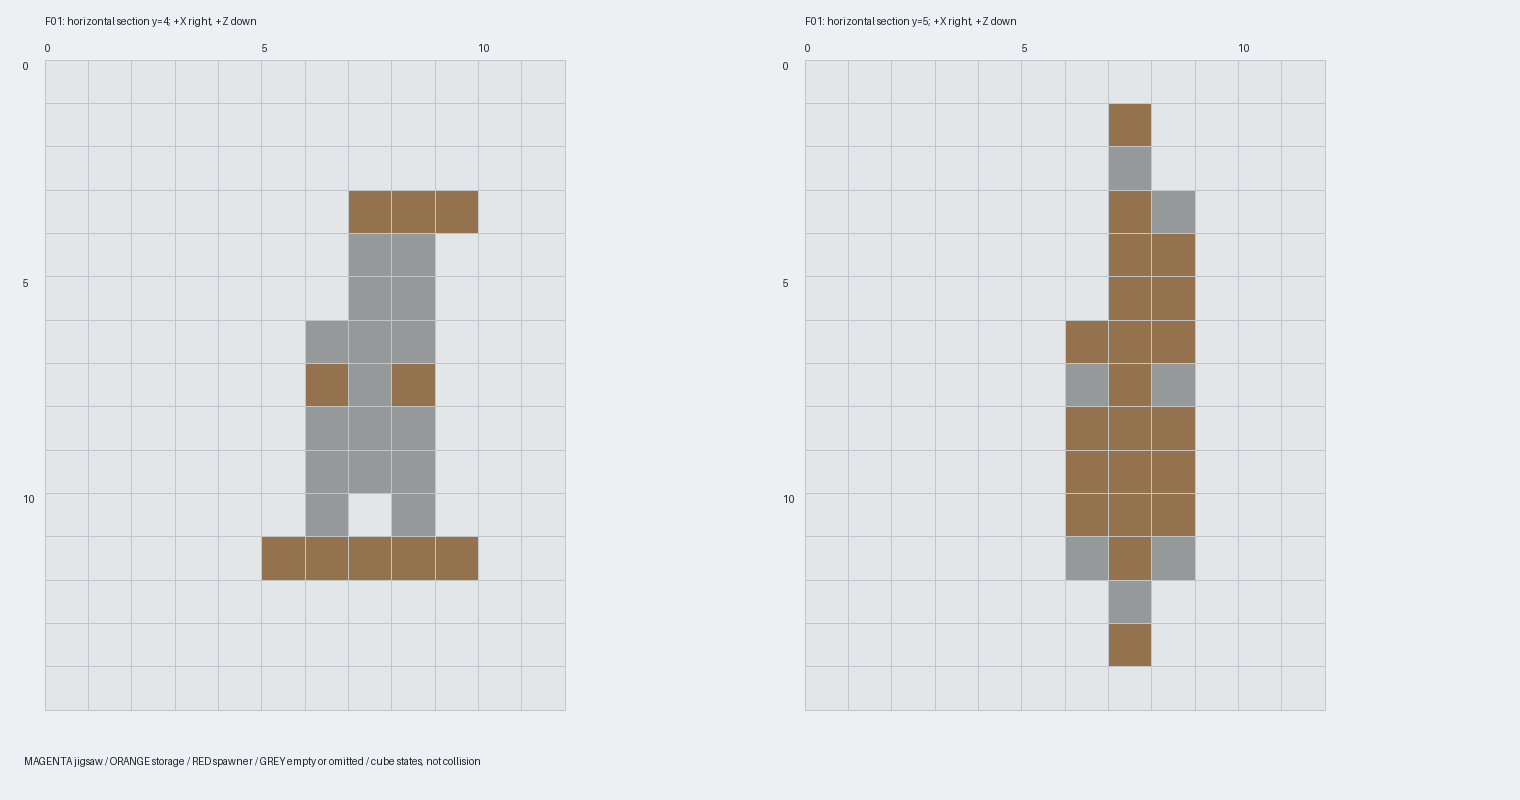 F01: horizontal section y=4; +X right, +Z down
F01: horizontal section y=5; +X right, +Z down
0 5 10
0 5 10
0 0
5 5
10 10
MAGENTA jigsaw / ORANGE storage / RED spawner / GREY empty or omitted / cube states, not collision